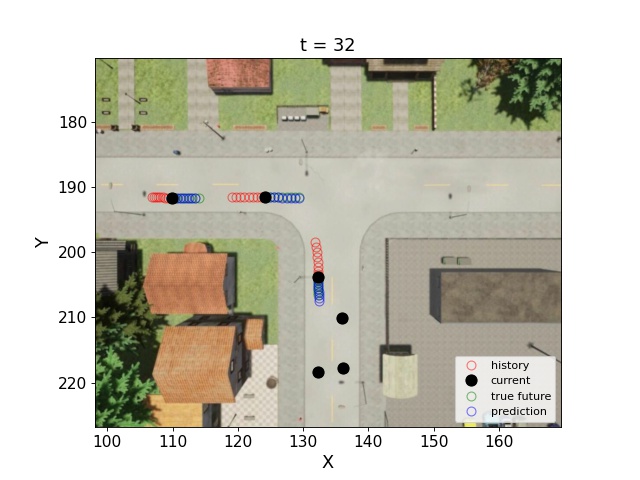 t = 32
Y
180
190
200
210
220
100 110 120 130 140 150 160
X
history
current
true future
prediction